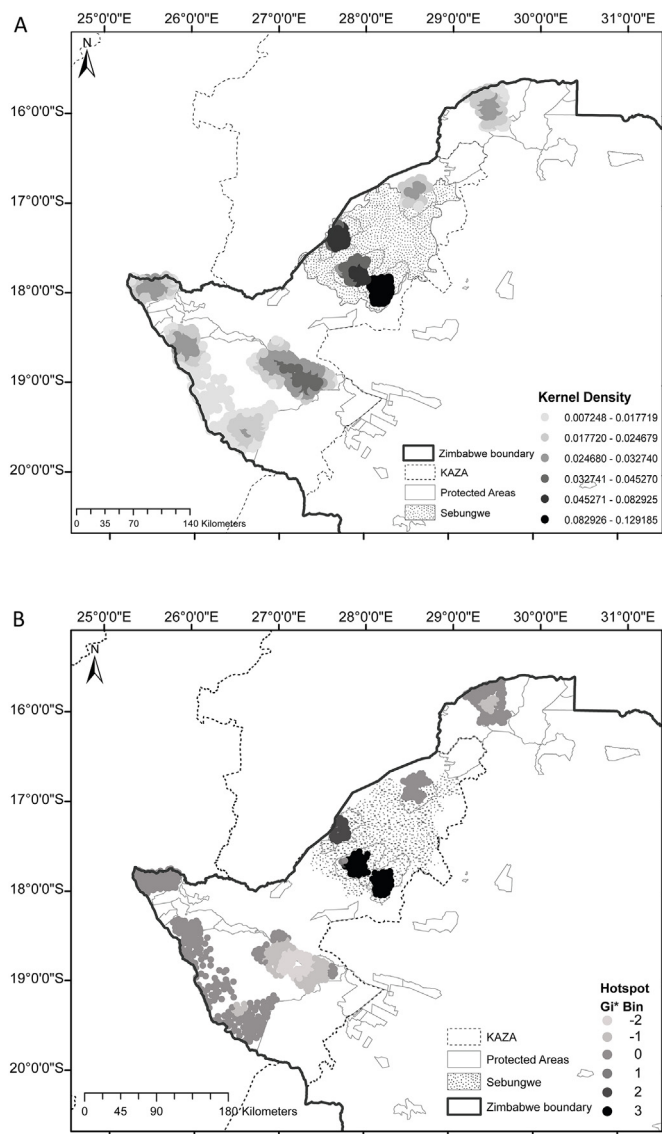 A
25°0'0"E 26°0'0"E 27°0'0"E 28°0'0"E 29°0'0"E 30°0'0"E 31°0'0"E
N
16°0'0"S
17°0'0"S
18°0'0"S
19°0'0"S
20°0'0"S
Kernel Density
0.007248 - 0.017719
0.017720 - 0.024679
0.024680 - 0.032740
0.032741 - 0.045270
0.045271 - 0.082925
0.082926 - 0.129185
Zimbabwe boundary
KAZA
Protected Areas
Sebungwe
0 35 70 140 Kilometers
B
25°0'0"E 26°0'0"E 27°0'0"E 28°0'0"E 29°0'0"E 30°0'0"E 31°0'0"E
N
16°0'0"S
17°0'0"S
18°0'0"S
19°0'0"S
20°0'0"S
Hotspot
Gi* Bin
-2
-1
0
1
2
3
KAZA
Protected Areas
Sebungwe
Zimbabwe boundary
0 45 90 180 Kilometers